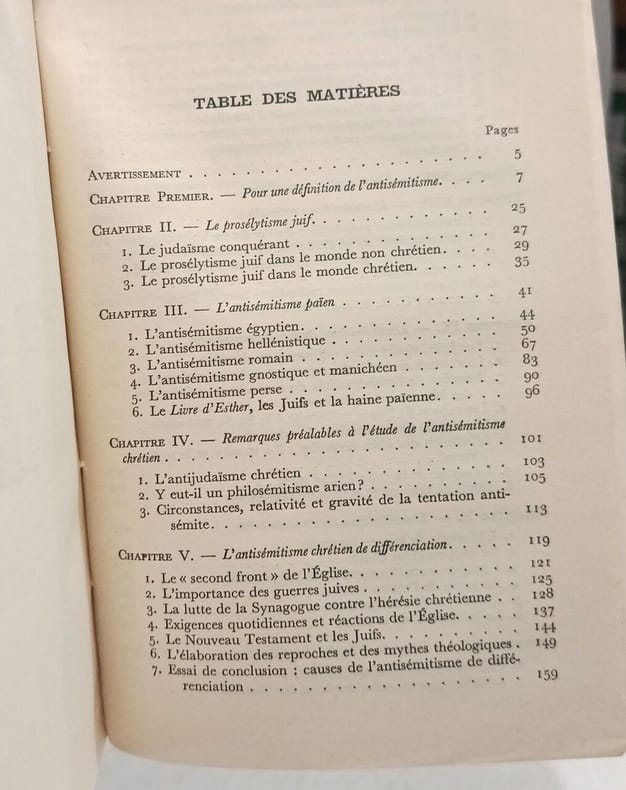 TABLE DES MATIÈRES
Pages
AVERTISSEMENT . . . . . . . . . . . . . . . . 5
CHAPITRE PREMIER. — Pour une définition de l'antisémitisme. . . . 7
CHAPITRE II. — Le prosélytisme juif. . . . . . . . . . . . 25
1. Le judaïsme conquérant . . . . . . . . . . . . 27
2. Le prosélytisme juif dans le monde non chrétien. . . . 29
3. Le prosélytisme juif dans le monde chrétien. . . . . . 35
CHAPITRE III. — L'antisémitisme païen . . . . . . . . . . 41
1. L'antisémitisme égyptien. . . . . . . . . . . . 44
2. L'antisémitisme hellénistique . . . . . . . . . . 50
3. L'antisémitisme romain . . . . . . . . . . . . 67
4. L'antisémitisme gnostique et manichéen . . . . . . 83
5. L'antisémitisme perse . . . . . . . . . . . . . 90
6. Le Livre d'Esther, les Juifs et la haine païenne. . . . . 96
CHAPITRE IV. — Remarques préalables à l'étude de l'antisémitisme
chrétien . . . . . . . . . . . . . . . . . . 101
1. L'antijudaïsme chrétien . . . . . . . . . . . . 103
2. Y eut-il un philosémitisme arien? . . . . . . . . . 105
3. Circonstances, relativité et gravité de la tentation anti-
sémite. . . . . . . . . . . . . . . . . . 113
CHAPITRE V. — L'antisémitisme chrétien de différenciation. . . . . 119
1. Le « second front » de l'Église. . . . . . . . . . . 121
2. L'importance des guerres juives . . . . . . . . . . 125
3. La lutte de la Synagogue contre l'hérésie chrétienne . . 128
4. Exigences quotidiennes et réactions de l'Église. . . . . 137
5. Le Nouveau Testament et les Juifs. . . . . . . . . 144
6. L'élaboration des reproches et des mythes théologiques . 149
7. Essai de conclusion : causes de l'antisémitisme de diffé-
renciation . . . . . . . . . . . . . . . . 159